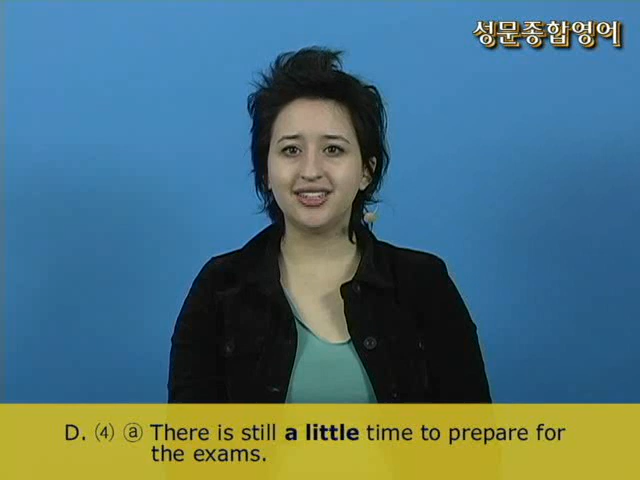 성문종합영어
D. ⑷ ⓐ There is still a little time to prepare for
the exams.